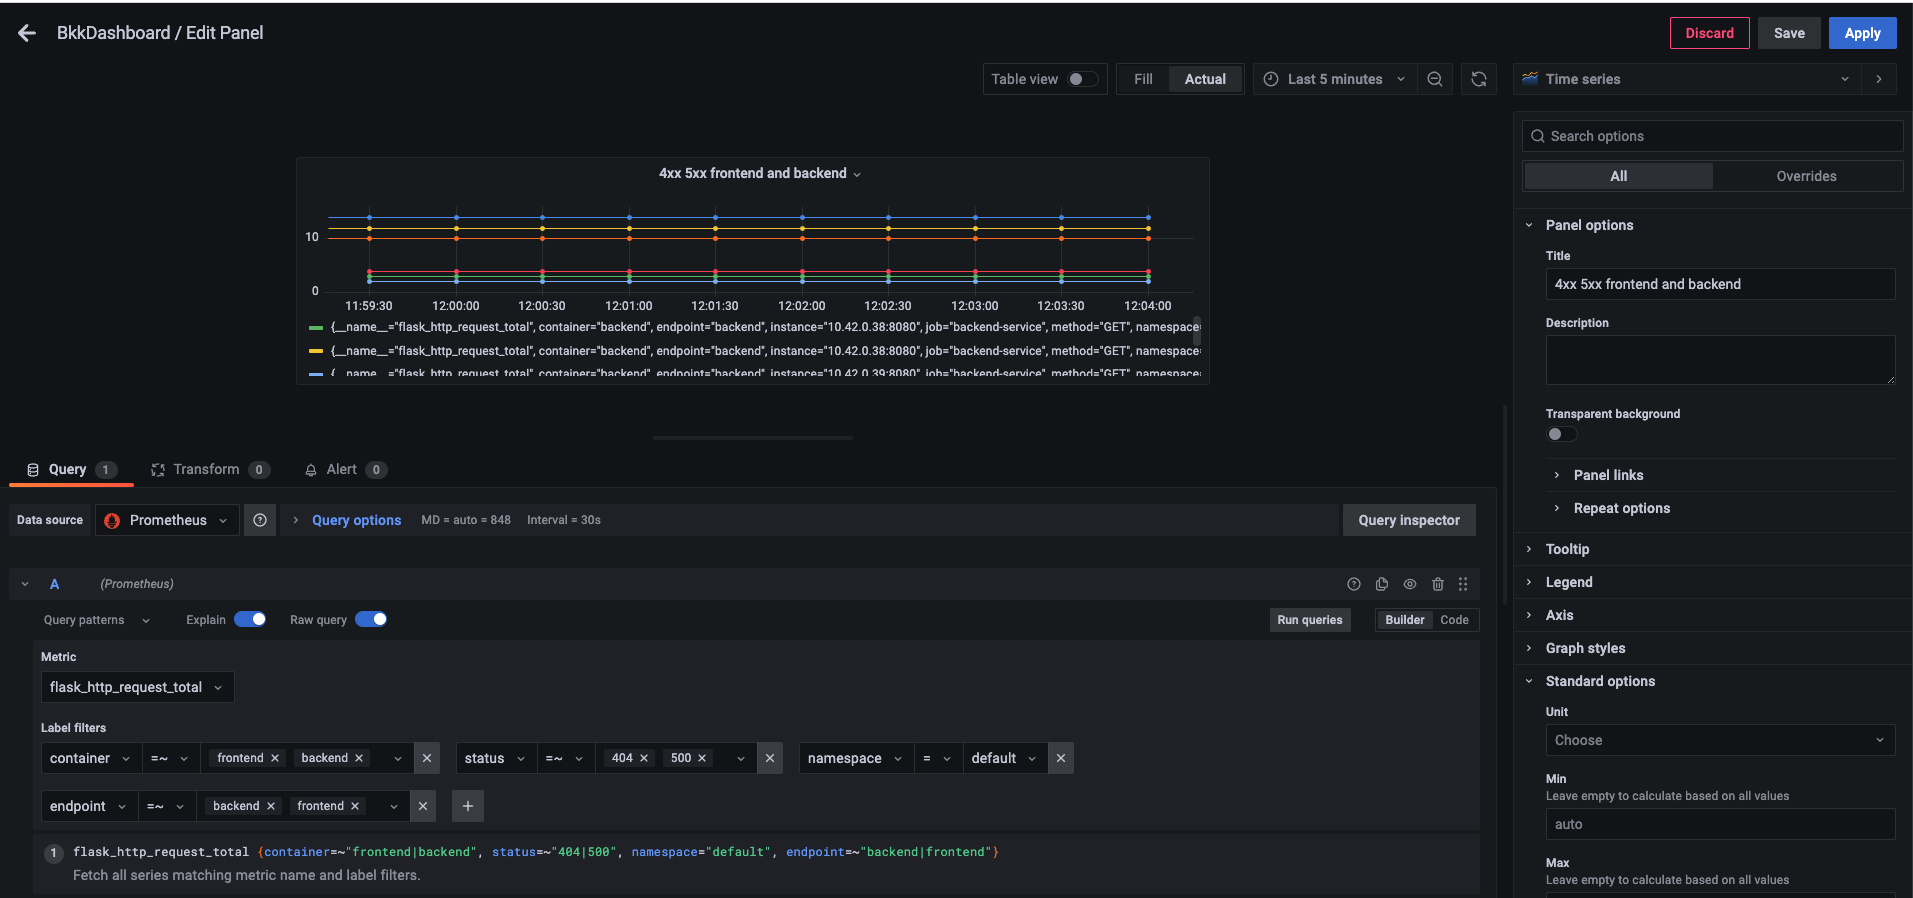 BkkDashboard / Edit Panel
Discard
Save
Apply
Table view
Fill
Actual
Last 5 minutes
Time series
Search options
All
Overrides
4xx 5xx frontend and backend
10
0
11:59:30 12:00:00 12:00:30 12:01:00 12:01:30 12:02:00 12:02:30 12:03:00 12:03:30 12:04:00
{__name__="flask_http_request_total", container="backend", endpoint="backend", instance="10.42.0.38:8080", job="backend-service", method="GET", namespace=
{__name__="flask_http_request_total", container="backend", endpoint="backend", instance="10.42.0.38:8080", job="backend-service", method="GET", namespace=
{__name__="flask_http_request_total", container="backend", endpoint="backend", instance="10.42.0.39:8080", job="backend-service", method="GET", namespace=
Query 1
Transform 0
Alert 0
Data source
Prometheus
Query options
MD = auto = 848
Interval = 30s
Query inspector
A
(Prometheus)
Query patterns
Explain
Raw query
Run queries
Builder
Code
Metric
flask_http_request_total
Label filters
container =~ frontend backend
status =~ 404 500
namespace = default
endpoint =~ backend frontend
+
1 flask_http_request_total {container=~"frontend|backend", status=~"404|500", namespace="default", endpoint=~"backend|frontend"}
Fetch all series matching metric name and label filters.
Panel options
Title
4xx 5xx frontend and backend
Description
Transparent background
Panel links
Repeat options
Tooltip
Legend
Axis
Graph styles
Standard options
Unit
Choose
Min
Leave empty to calculate based on all values
auto
Max
Leave empty to calculate based on all values